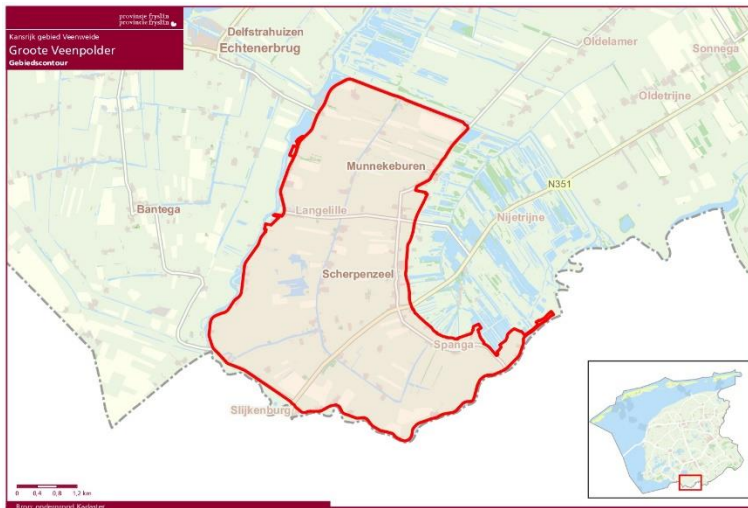 provinsje fryslân
provincie fryslân
Kansrijk gebied Veenweide
Groote Veenpolder
Gebiedscontour
Delfstrahuizen
Echtenerbrug
Oldelamer
Sonnega
Oldetrijne
Munnekeburen
N351
Bantega
Langelille
Nijetrijne
Scherpenzeel
Spanga
Slijkenburg
0 0,4 0,8 1,2 km